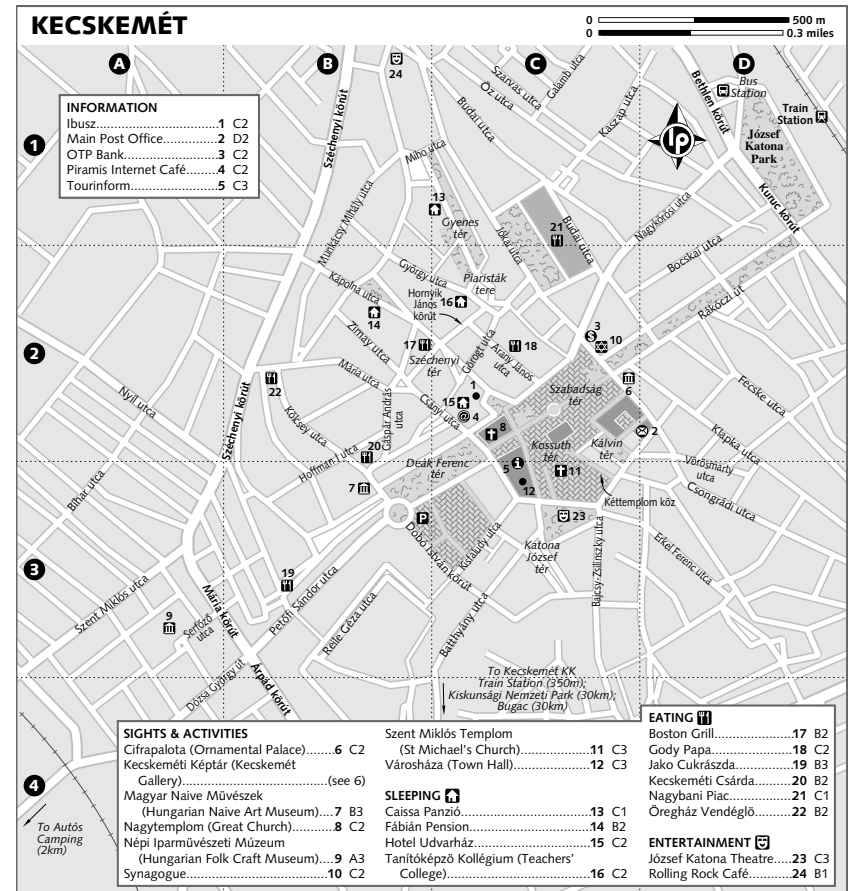 KECSKEMÉT
0 500 m
0 0.3 miles
A
B
C
D
1
2
3
4
INFORMATION
Ibusz..............................1 C2
Main Post Office..............2 D2
OTP Bank.......................3 C2
Piramis Internet Café.......4 C2
Tourinform.....................5 C3
24
Bus
Station
Train
Station
József
Katona
Park
lp
Bethlen körút
Kuruc körút
Széchenyi körút
Szarvas utca
Őz utca
Galamb utca
Kaszap utca
Budai utca
Miho utca
13
Gyenes
tér
Munkácsy Mihály utca
Jókai utca
21
Budai utca
Nagykőrösi utca
Bocskai utca
Rákóczi út
György utca
Piaristák
tere
Kápolna utca
Hornyik
János
körút
16
14
Zimay utca
17
Széchenyi
tér
Görögt utca
18
Arany János
utca
3
10
Mária utca
22
1
15
4
Csányi utca
Gáspár András
utca
Szabadság
tér
6
Fecske utca
Nyíl utca
Széchenyi körút
Kölcsey utca
8
Kossuth
tér
Kálvin
tér
2
Klapka utca
20
Hoffman J utca
Deák Ferenc
tér
5
11
12
Vörösmarty
utca
Csongrádi utca
Kéttemplom köz
7
P
23
Katona
József
tér
Bihar utca
Dobó István körút
Kisfaludy utca
Erkel Ferenc utca
Bajcsy-Zsilinszky utca
19
Petőfi Sándor utca
Reile Géza utca
Batthyány utca
Szent Miklós utca
9
Serfőző
utca
Mária körút
Dózsa György út
Árpád körút
To Kecskemét KK
Train Station (350m);
Kiskunsági Nemzeti Park (30km);
Bugac (30km)
To Autós
Camping
(2km)
SIGHTS & ACTIVITIES
Cifrapalota (Ornamental Palace)........6 C2
Kecskeméti Képtár (Kecskemét
Gallery)..............................(see 6)
Magyar Naive Müvészek
(Hungarian Naive Art Museum)....7 B3
Nagytemplom (Great Church)..........8 C2
Népi Iparmüvészeti Múzeum
(Hungarian Folk Craft Museum)....9 A3
Synagogue..............................10 C2
Szent Miklós Templom
(St Michael's Church)...................11 C3
Városháza (Town Hall)..................12 C3
SLEEPING
Caissa Panzió..............................13 C1
Fábián Pension............................14 B2
Hotel Udvarház...........................15 C2
Tanítóképzö Kollégium (Teachers'
College)..............................16 C2
EATING
Boston Grill.........................17 B2
Gody Papa..........................18 C2
Jako Cukrászda...................19 B3
Kecskeméti Csárda..............20 B2
Nagybani Piac.....................21 C1
Öregház Vendéglõ...............22 B2
ENTERTAINMENT
József Katona Theatre.....23 C3
Rolling Rock Café...........24 B1